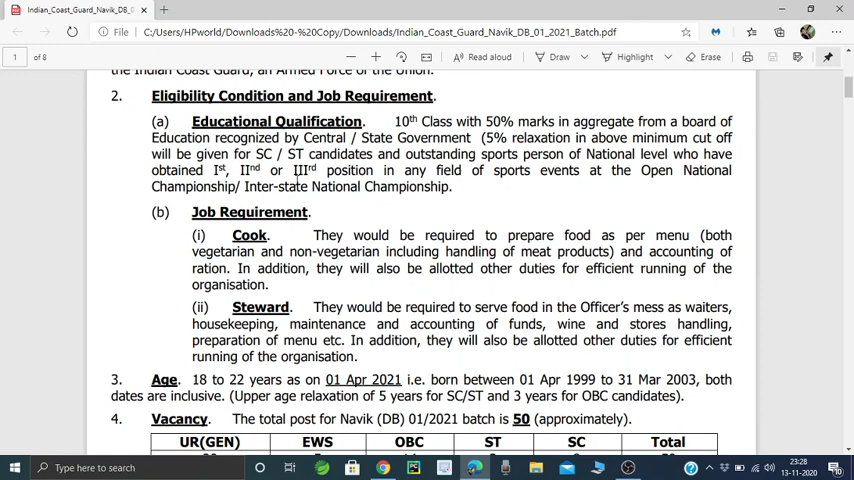 Indian_Coast_Guard_Navik_DB_0
File
C:/Users/HPworld/Downloads%20-%20Copy/Downloads/Indian_Coast_Guard_Navik_DB_01_2021_Batch.pdf
1 of 8
Read aloud
Draw
Highlight
Erase
the Indian Coast Guard, an Armed Force of the Union.
2. Eligibility Condition and Job Requirement.
(a) Educational Qualification. 10th Class with 50% marks in aggregate from a board of
Education recognized by Central / State Government (5% relaxation in above minimum cut off
will be given for SC / ST candidates and outstanding sports person of National level who have
obtained Ist, IInd or IIIrd position in any field of sports events at the Open National
Championship/ Inter-state National Championship.
(b) Job Requirement.
(i) Cook. They would be required to prepare food as per menu (both
vegetarian and non-vegetarian including handling of meat products) and accounting of
ration. In addition, they will also be allotted other duties for efficient running of the
organisation.
(ii) Steward. They would be required to serve food in the Officer's mess as waiters,
housekeeping, maintenance and accounting of funds, wine and stores handling,
preparation of menu etc. In addition, they will also be allotted other duties for efficient
running of the organisation.
3. Age. 18 to 22 years as on 01 Apr 2021 i.e. born between 01 Apr 1999 to 31 Mar 2003, both
dates are inclusive. (Upper age relaxation of 5 years for SC/ST and 3 years for OBC candidates).
4. Vacancy. The total post for Navik (DB) 01/2021 batch is 50 (approximately).
UR(GEN) EWS OBC ST SC Total
Type here to search
23:28
13-11-2020